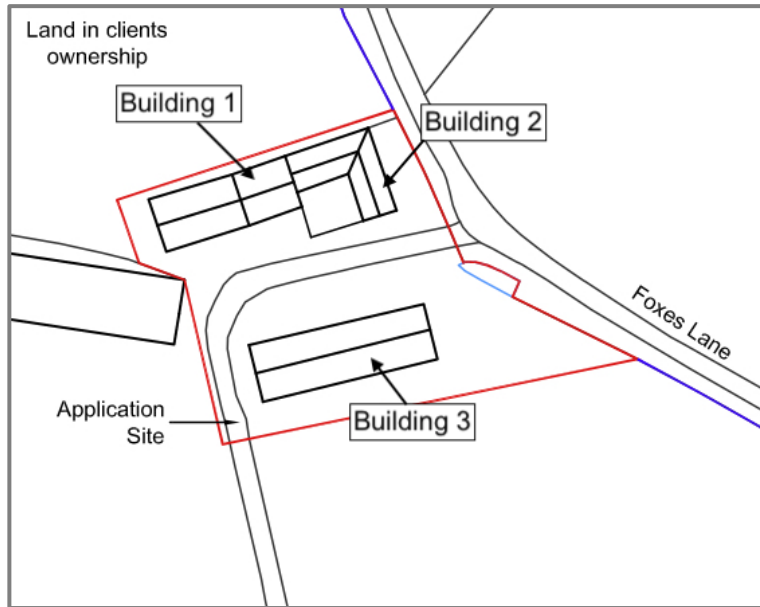 Land in clients
ownership
Building 1
Building 2
Foxes Lane
Application
Site
Building 3